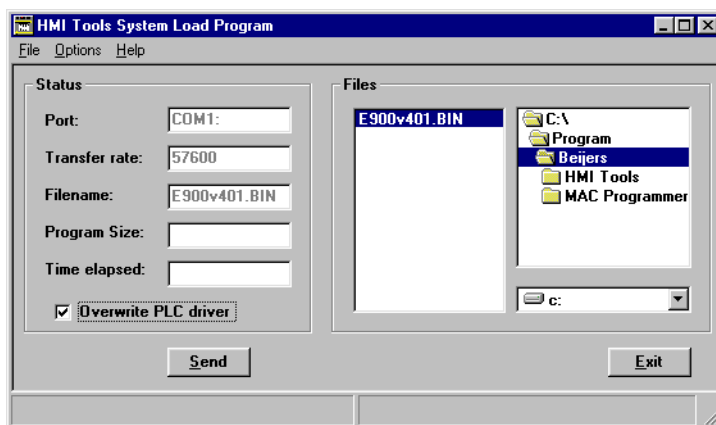 HMI Tools System Load Program
File Options Help
Status
Port: COM1:
Transfer rate: 57600
Filename: E900v401.BIN
Program Size:
Time elapsed:
Overwrite PLC driver
Send
Files
E900v401.BIN
C:\
Program
Beijers
HMI Tools
MAC Programmer
c:
Exit